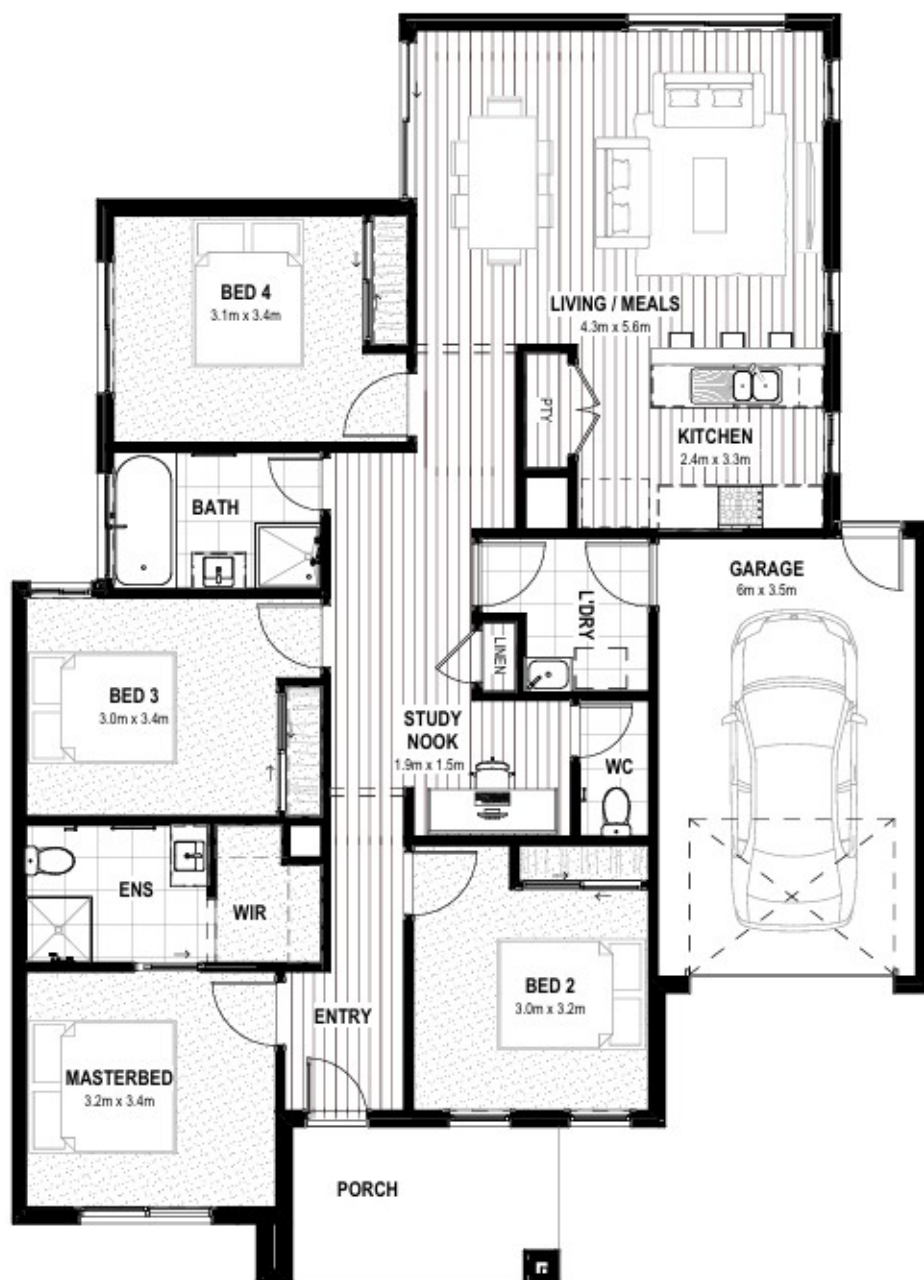 BED 4
3.1m x 3.4m
LIVING / MEALS
4.3m x 5.6m
PTY
KITCHEN
2.4m x 3.3m
BATH
GARAGE
6m x 3.5m
L'DRY
LINEN
BED 3
3.0m x 3.4m
STUDY
NOOK
1.9m x 1.5m
WC
ENS
WIR
BED 2
3.0m x 3.2m
ENTRY
MASTERBED
3.2m x 3.4m
PORCH